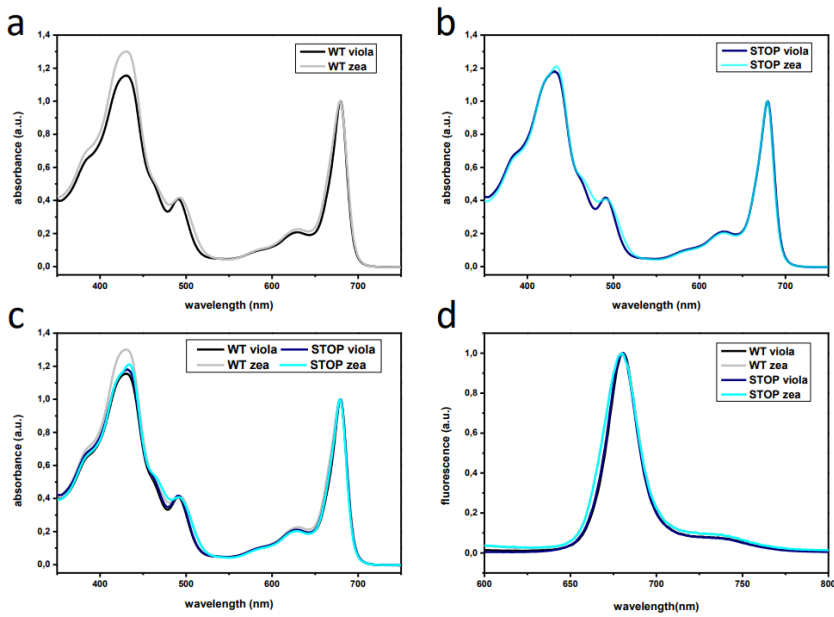 a
1,4
1,2
1,0
0,8
0,6
0,4
0,2
0,0
absorbance (a.u.)
WT viola
WT zea
400
500
600
700
wavelength (nm)
b
1,4
1,2
1,0
0,8
0,6
0,4
0,2
0,0
absorbance (a.u.)
STOP viola
STOP zea
400
500
600
700
wavelength (nm)
c
1,4
1,2
1,0
0,8
0,6
0,4
0,2
0,0
absorbance (a.u.)
WT viola STOP viola
WT zea STOP zea
400
500
600
700
wavelength (nm)
d
1,0
0,8
0,6
0,4
0,2
0,0
fluorescence (a.u.)
WT viola
WT zea
STOP viola
STOP zea
600
650
700
750
800
wavelength(nm)